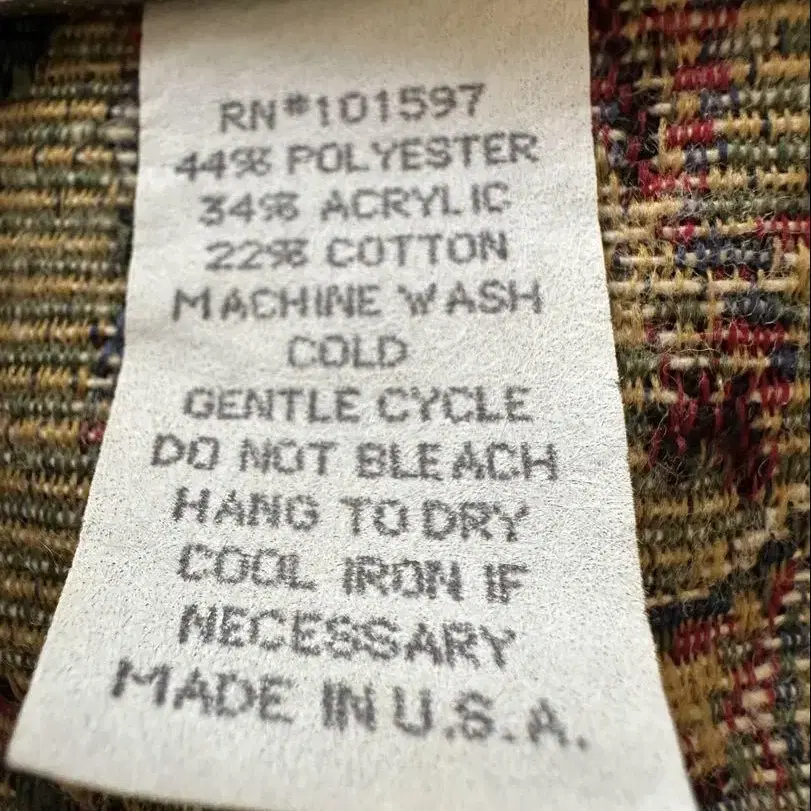 RN#101597
44% POLYESTER
34% ACRYLIC
22% COTTON
MACHINE WASH
COLD
GENTLE CYCLE
DO NOT BLEACH
HANG TO DRY
COOL IRON IF
NECESSARY
MADE IN U.S.A.